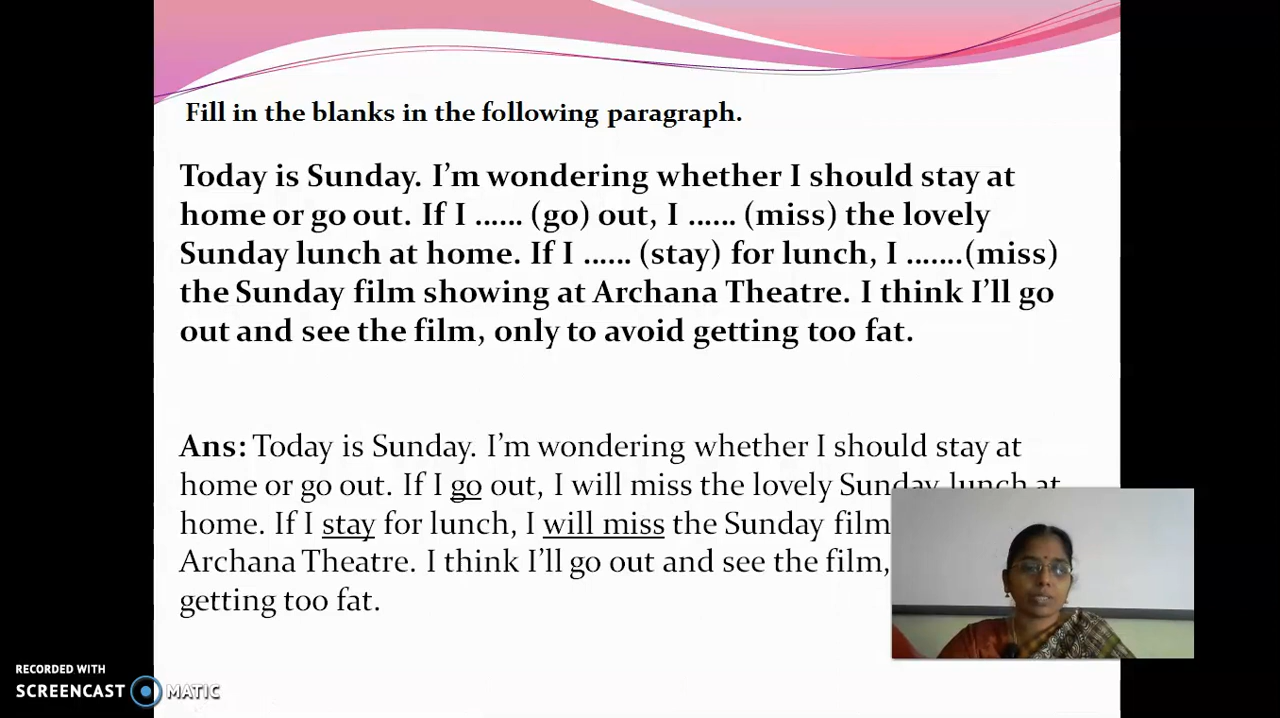 Fill in the blanks in the following paragraph.
Today is Sunday. I'm wondering whether I should stay at
home or go out. If I ...... (go) out, I ...... (miss) the lovely
Sunday lunch at home. If I ...... (stay) for lunch, I .......(miss)
the Sunday film showing at Archana Theatre. I think I'll go
out and see the film, only to avoid getting too fat.
Ans: Today is Sunday. I'm wondering whether I should stay at
home or go out. If I go out, I will miss the lovely Sunday lunch at
home. If I stay for lunch, I will miss the Sunday film
Archana Theatre. I think I'll go out and see the film,
getting too fat.
RECORDED WITH
SCREENCAST MATIC